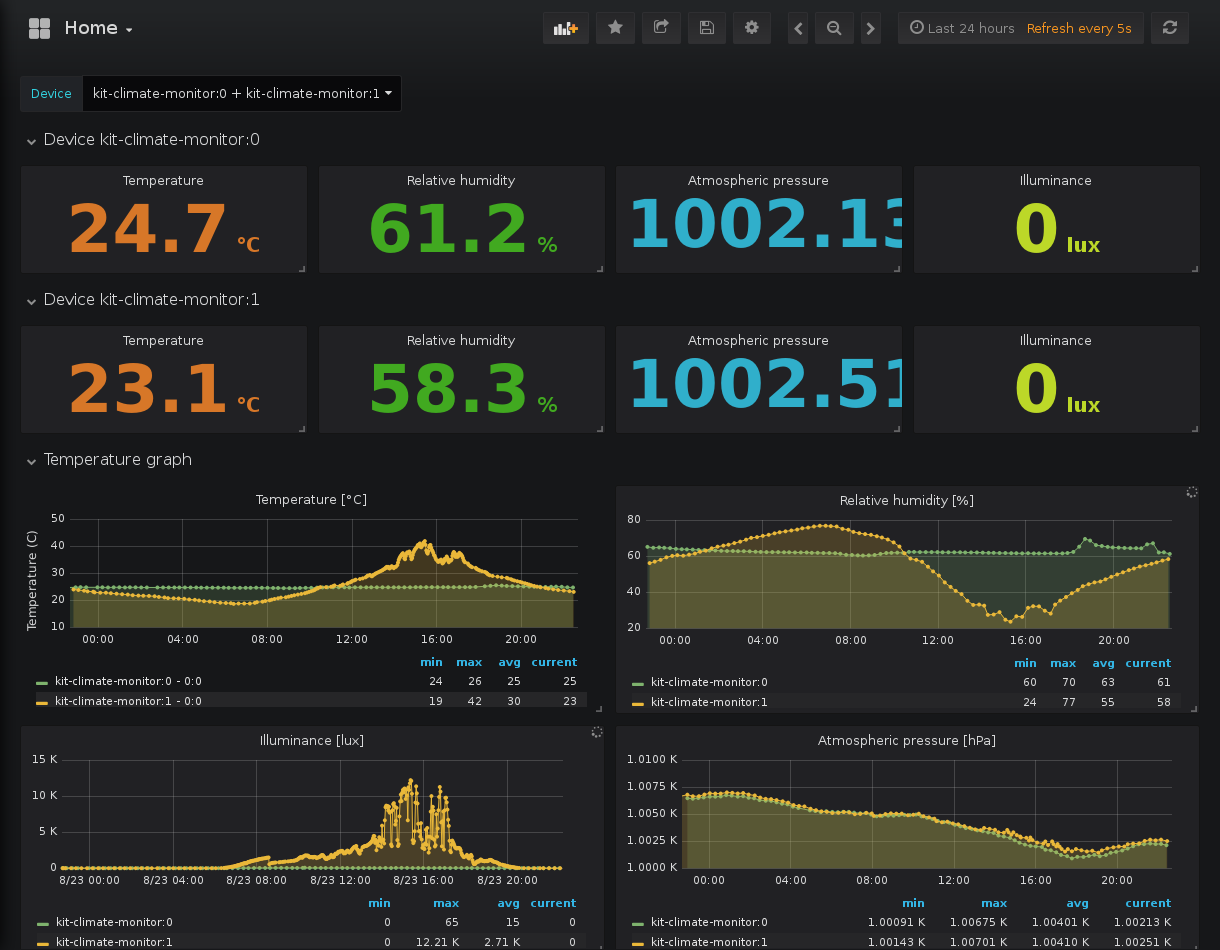 Home
Last 24 hours Refresh every 5s
Device kit-climate-monitor:0 + kit-climate-monitor:1
Device kit-climate-monitor:0
Temperature Relative humidity Atmospheric pressure Illuminance
24.7 °C 61.2 % 1002.13 0 lux
Device kit-climate-monitor:1
Temperature Relative humidity Atmospheric pressure Illuminance
23.1 °C 58.3 % 1002.51 0 lux
Temperature graph
Temperature [°C]
Temperature (C)
50
40
30
20
10
00:00 04:00 08:00 12:00 16:00 20:00
min max avg current
kit-climate-monitor:0 - 0:0 24 26 25 25
kit-climate-monitor:1 - 0:0 19 42 30 23
Relative humidity [%]
80
60
40
20
00:00 04:00 08:00 12:00 16:00 20:00
min max avg current
kit-climate-monitor:0 60 70 63 61
kit-climate-monitor:1 24 77 55 58
Illuminance [lux]
15 K
10 K
5 K
0
8/23 00:00 8/23 04:00 8/23 08:00 8/23 12:00 8/23 16:00 8/23 20:00
min max avg current
kit-climate-monitor:0 0 65 15 0
kit-climate-monitor:1 0 12.21 K 2.71 K 0
Atmospheric pressure [hPa]
1.0100 K
1.0075 K
1.0050 K
1.0025 K
1.0000 K
00:00 04:00 08:00 12:00 16:00 20:00
min max avg current
kit-climate-monitor:0 1.00091 K 1.00675 K 1.00401 K 1.00213 K
kit-climate-monitor:1 1.00143 K 1.00701 K 1.00410 K 1.00251 K